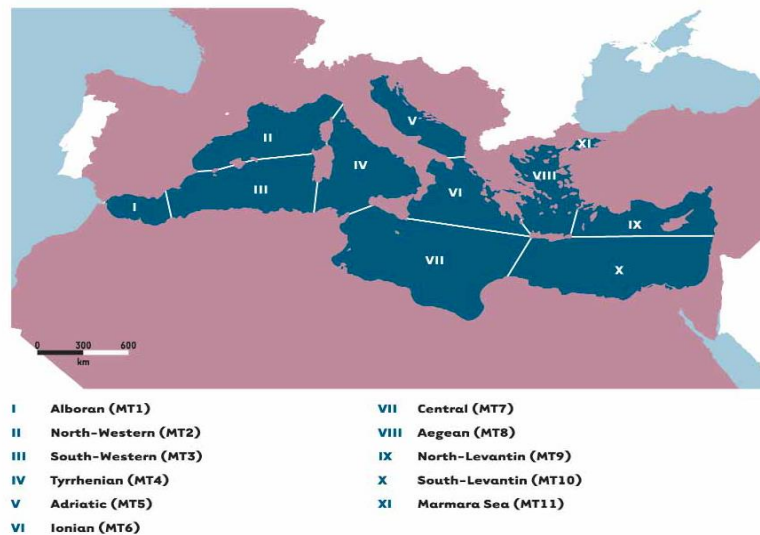 II
V
XI
IV
VIII
III
VI
I
IX
VII
X
0 300 600
km
I Alboran (MT1)
II North-Western (MT2)
III South-Western (MT3)
IV Tyrrhenian (MT4)
V Adriatic (MT5)
VI Ionian (MT6)
VII Central (MT7)
VIII Aegean (MT8)
IX North-Levantin (MT9)
X South-Levantin (MT10)
XI Marmara Sea (MT11)